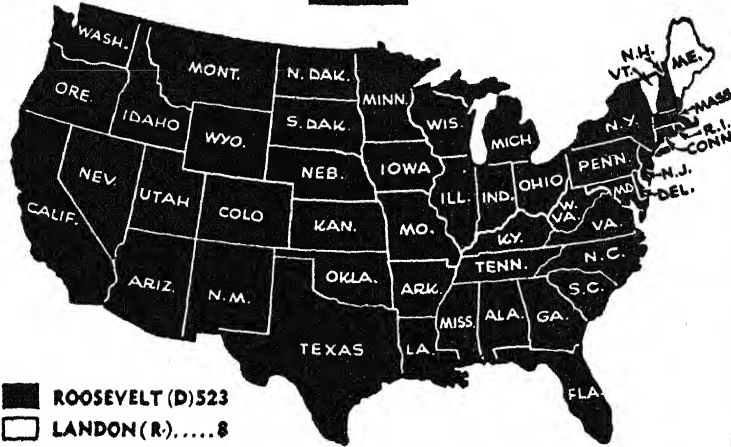 WASH.
MONT.
N. DAK.
MINN.
N.H.
VT.
ME.
ORE.
IDAHO
WYO.
S. DAK.
WIS.
MICH.
N.Y.
MASS.
R.I.
CONN.
NEV.
UTAH
COLO
NEB.
IOWA
ILL.
IND.
OHIO
PENN.
N.J.
MD.
DEL.
CALIF.
KAN.
MO.
KY.
W. VA.
VA.
ARIZ.
N.M.
OKLA.
ARK.
TENN.
N.C.
S.C.
TEXAS
LA.
MISS.
ALA.
GA.
FLA.
ROOSEVELT (D) 523
LANDON (R.).....8